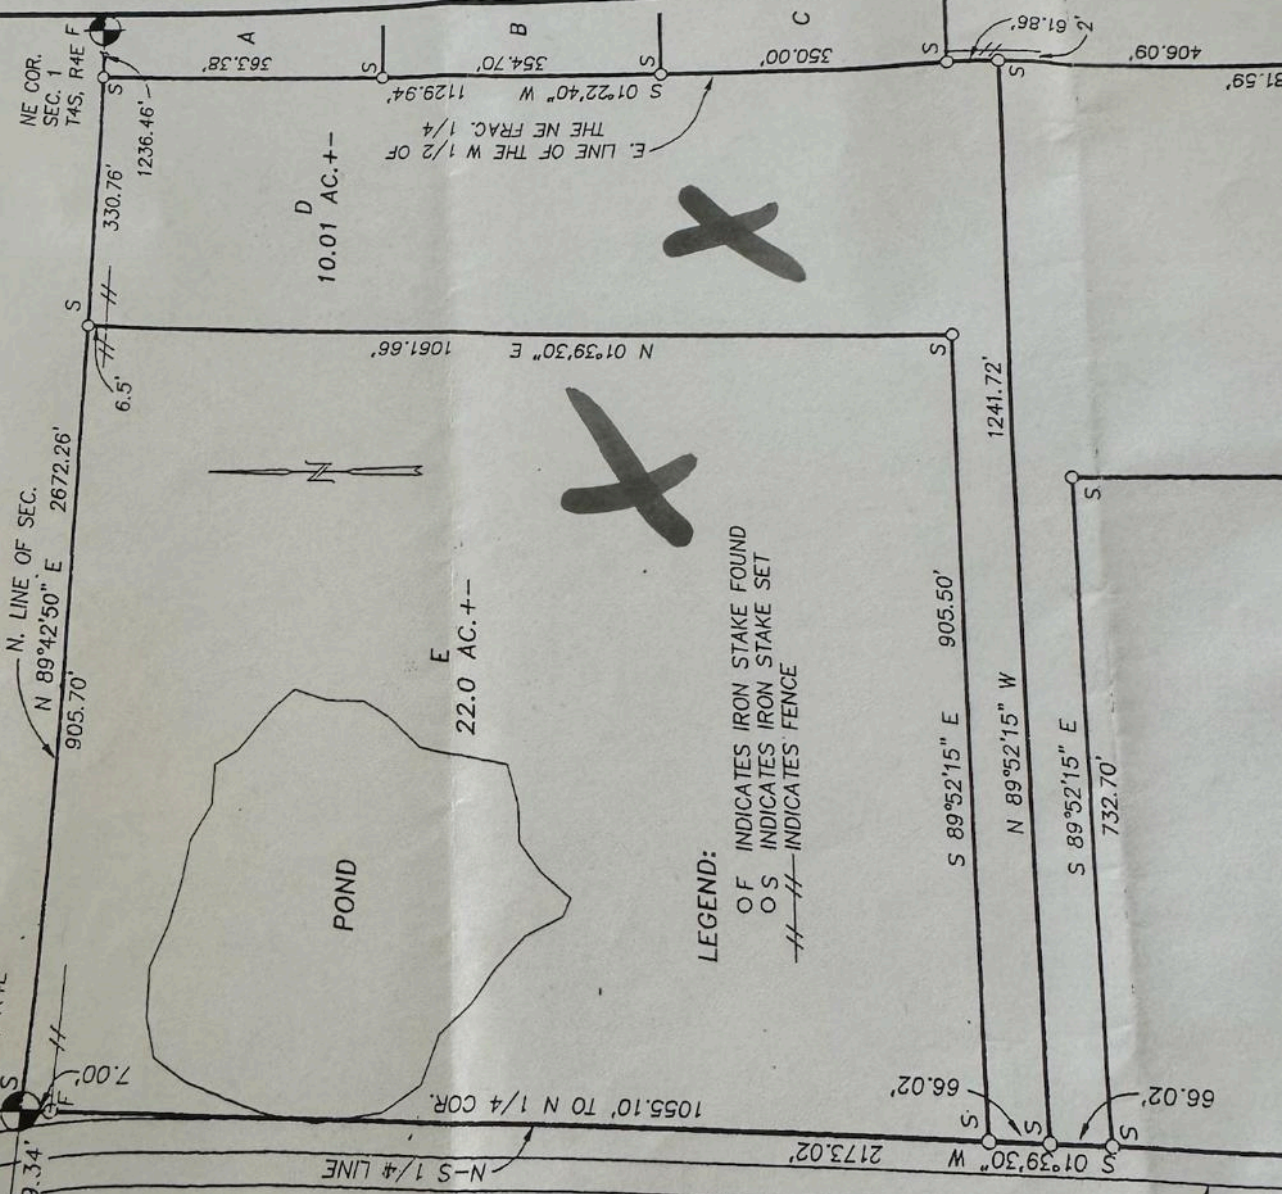 NE COR.
SEC. 1
T4S, R4E F
S
1236.46'
330.76'
A
363.38'
S
B
354.70'
S
C
350.00'
S
61.86'
2'
S
406.09'
31.59'
S 01°22'40" W 1129.94'
E. LINE OF THE W 1/2 OF
THE NE FRAC. 1/4
D
10.01 AC.+-
S
6.5'
N. LINE OF SEC.
N 89°42'50" E 2672.26'
905.70'
N 01°39'30" E 1061.66'
S
N
E
22.0 AC.+-
POND
LEGEND:
O F INDICATES IRON STAKE FOUND
O S INDICATES IRON STAKE SET
—//—//— INDICATES FENCE
S 89°52'15" E 905.50'
N 89°52'15" W 1241.72'
S
S 89°52'15" E
732.70'
S
F
7.00'
9.34'
1055.10' TO N 1/4 COR.
N-S 1/4 LINE
2173.02'
S 01°39'30" W
66.02'
66.02'
S
S
S